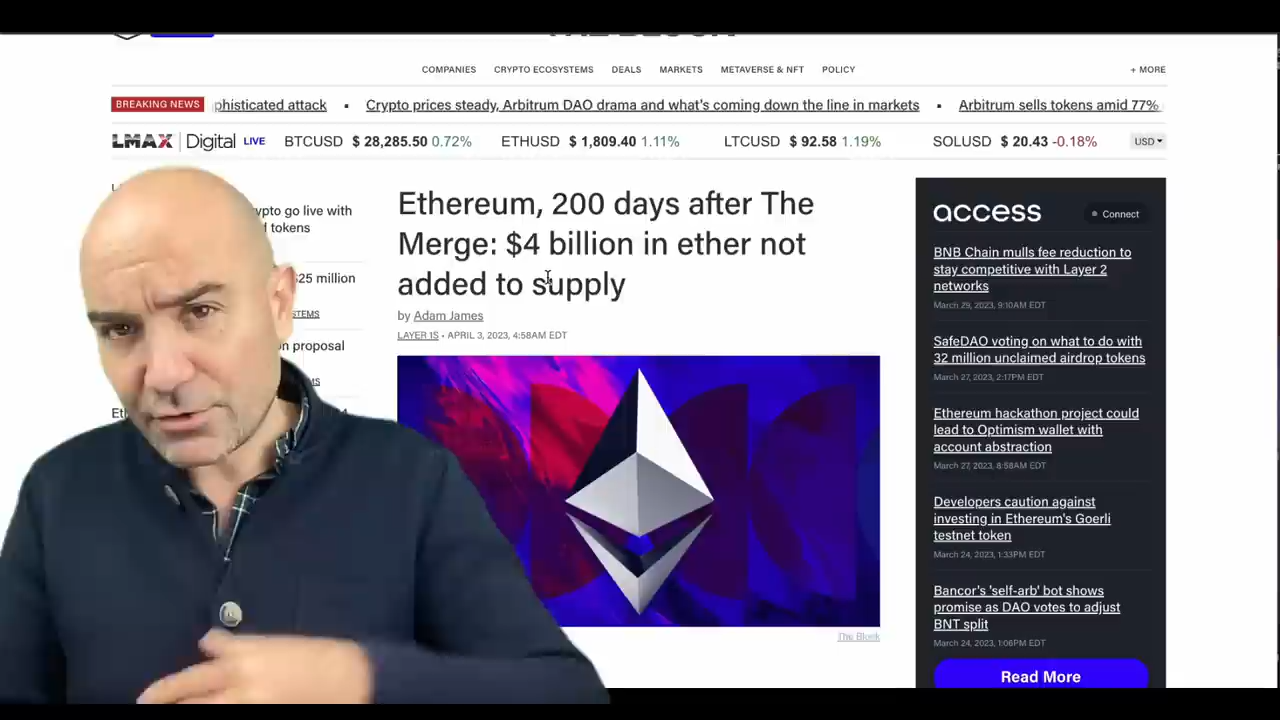 COMPANIES CRYPTO ECOSYSTEMS DEALS MARKETS METAVERSE & NFT POLICY + MORE
BREAKING NEWS phisticated attack ▪ Crypto prices steady, Arbitrum DAO drama and what's coming down the line in markets ▪ Arbitrum sells tokens amid 77%
LMAX Digital LIVE BTCUSD $ 28,285.50 0.72% ETHUSD $ 1,809.40 1.11% LTCUSD $ 92.58 1.19% SOLUSD $ 20.43 -0.18% USD
ypto go live with
tokens
$25 million
STEMS
n proposal
Et
Ethereum, 200 days after The
Merge: $4 billion in ether not
added to supply
by Adam James
LAYER 1S • APRIL 3, 2023, 4:58AM EDT
The Block
access Connect
BNB Chain mulls fee reduction to
stay competitive with Layer 2
networks
March 29, 2023, 9:10AM EDT
SafeDAO voting on what to do with
32 million unclaimed airdrop tokens
March 27, 2023, 2:17PM EDT
Ethereum hackathon project could
lead to Optimism wallet with
account abstraction
March 27, 2023, 8:58AM EDT
Developers caution against
investing in Ethereum's Goerli
testnet token
March 24, 2023, 1:33PM EDT
Bancor's 'self-arb' bot shows
promise as DAO votes to adjust
BNT split
March 24, 2023, 1:06PM EDT
Read More